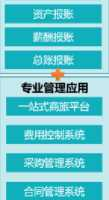 资产报账
薪酬报账
总账报账
专业管理应用
一站式商旅平台
费用控制系统
采购管理系统
合同管理系统